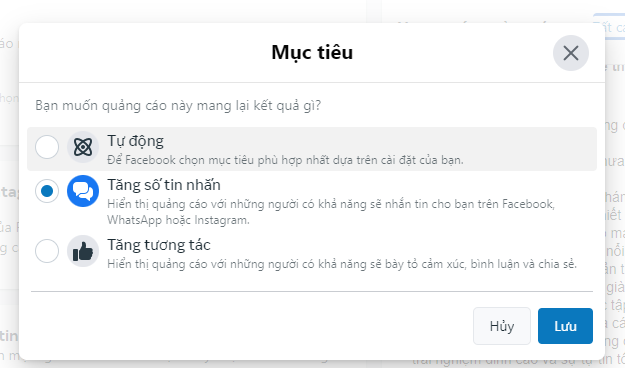 Mục tiêu
Bạn muốn quảng cáo này mang lại kết quả gì?
Tự động
Để Facebook chọn mục tiêu phù hợp nhất dựa trên cài đặt của bạn.
Tăng số tin nhắn
Hiển thị quảng cáo với những người có khả năng sẽ nhắn tin cho bạn trên Facebook,
WhatsApp hoặc Instagram.
Tăng tương tác
Hiển thị quảng cáo với những người có khả năng sẽ bày tỏ cảm xúc, bình luận và chia sẻ.
Hủy
Lưu